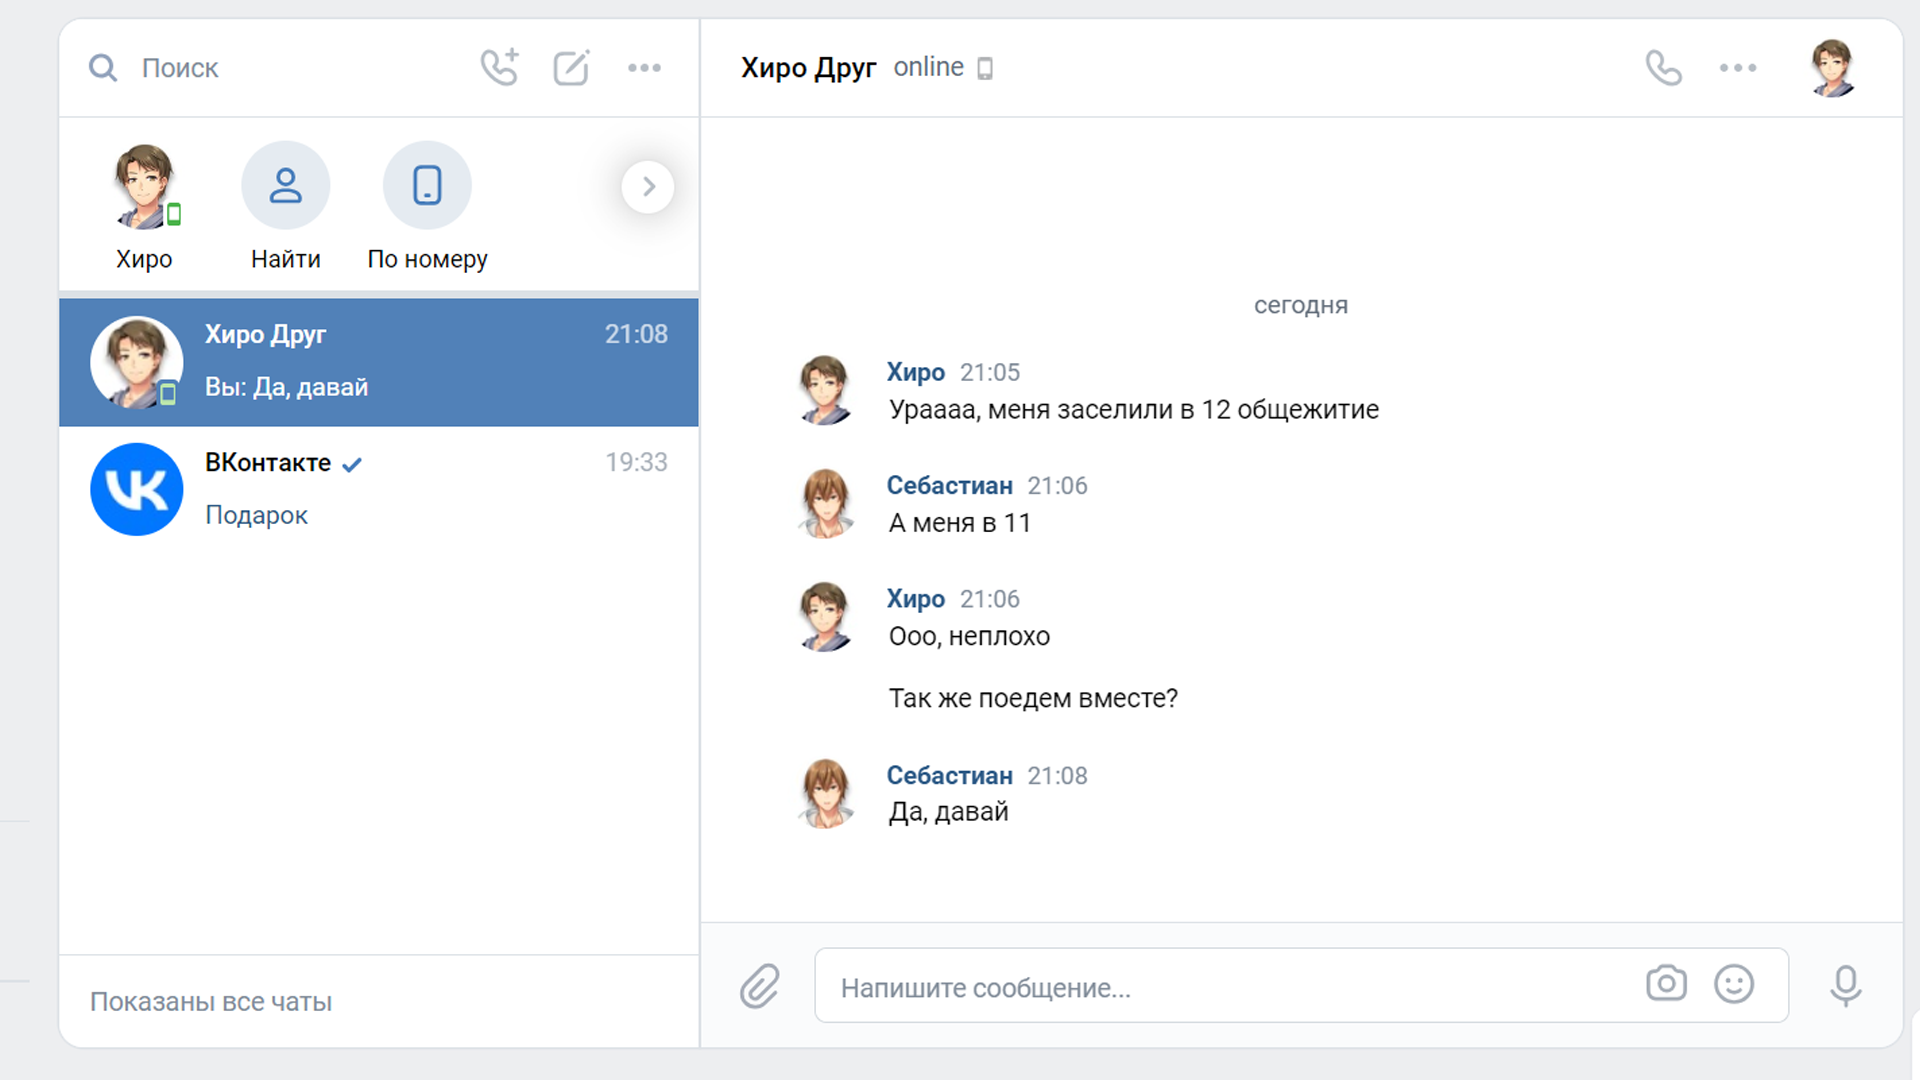 Поиск
Хиро
Найти
По номеру
Хиро Друг 21:08
Вы: Да, давай
ВКонтакте 19:33
Подарок
Показаны все чаты
Хиро Друг online
сегодня
Хиро 21:05
Ураааа, меня заселили в 12 общежитие
Себастиан 21:06
А меня в 11
Хиро 21:06
Ооо, неплохо
Так же поедем вместе?
Себастиан 21:08
Да, давай
Напишите сообщение...